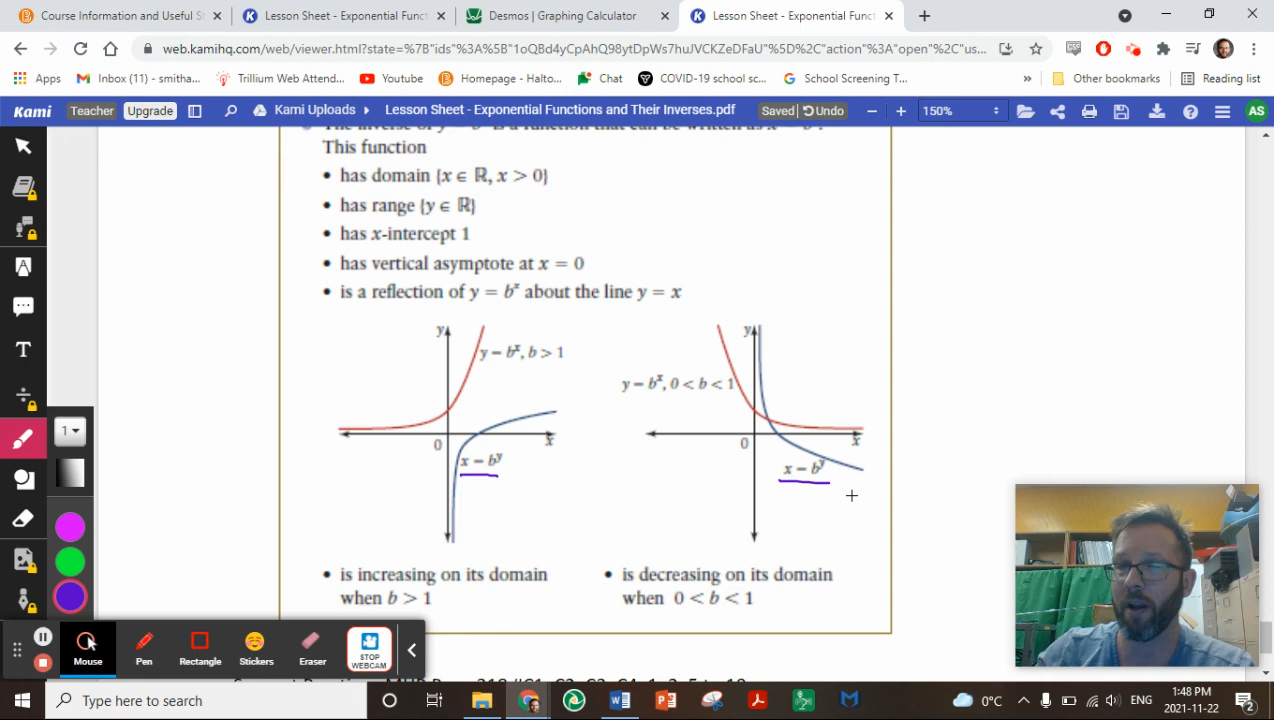 Course Information and Useful S
Lesson Sheet - Exponential Funct
Desmos | Graphing Calculator
Lesson Sheet - Exponential Funct
web.kamihq.com/web/viewer.html?state=%7B"ids"%3A%5B"1oQBd4yCpAhQ98ytDpWs7huJVCKZeDFaU"%5D%2C"action"%3A"open"%2C"us...
Apps
Inbox (11) - smitha...
Trillium Web Attend...
Youtube
Homepage - Halto...
Chat
COVID-19 school sc...
School Screening T...
»
Other bookmarks
Reading list
Kami
Teacher
Upgrade
Kami Uploads
Lesson Sheet - Exponential Functions and Their Inverses.pdf
Saved
Undo
150%
AS
This function
• has domain {x ∈ ℝ, x > 0}
• has range {y ∈ ℝ}
• has x-intercept 1
• has vertical asymptote at x = 0
• is a reflection of y = bˣ about the line y = x
y
y = bˣ, b > 1
0
x
x = bʸ
y
y = bˣ, 0 < b < 1
0
x
x = bʸ
• is increasing on its domain
when b > 1
• is decreasing on its domain
when 0 < b < 1
1
Mouse
Pen
Rectangle
Stickers
Eraser
STOP
WEBCAM
Type here to search
0°C
ENG
1:48 PM
2021-11-22
2